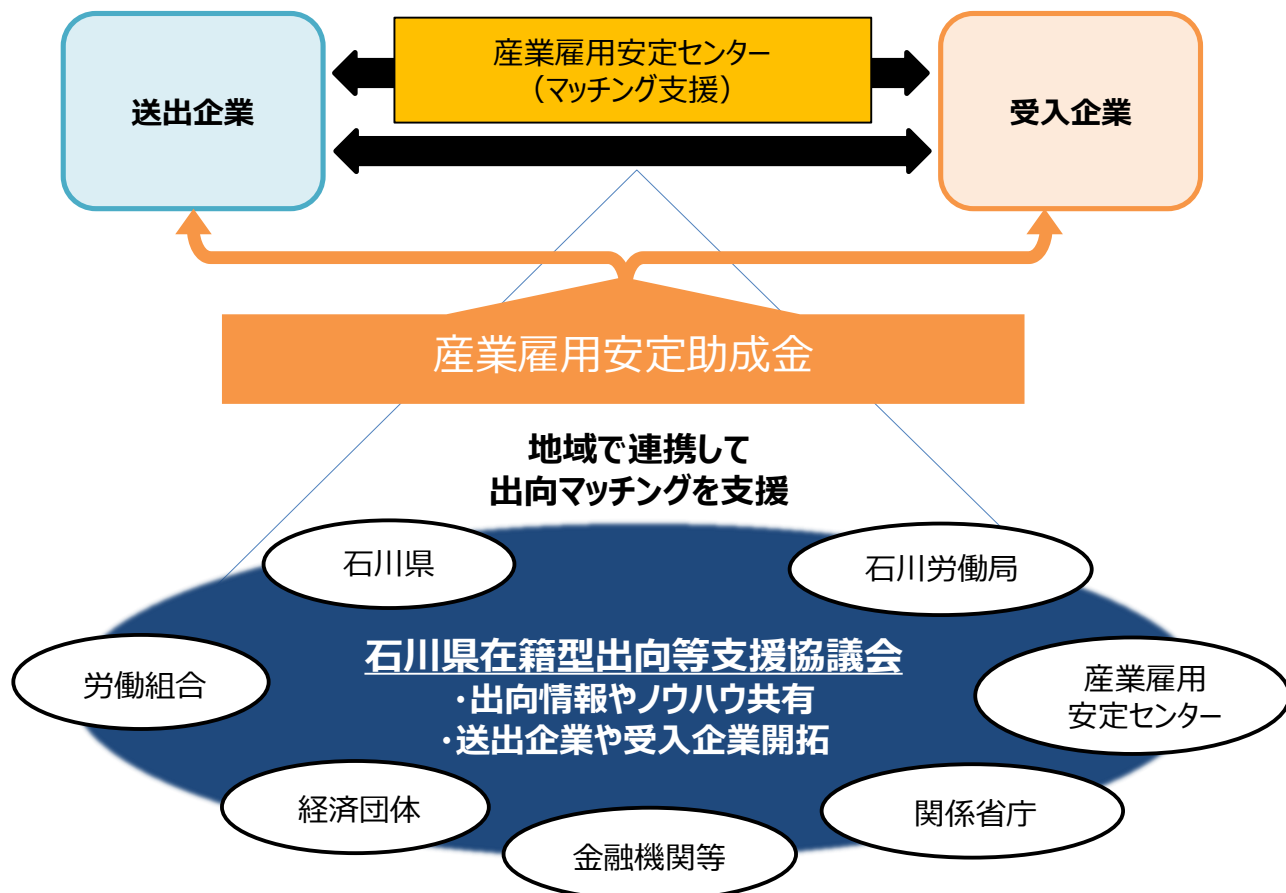 産業雇用安定センター
（マッチング支援）
送出企業
受入企業
産業雇用安定助成金
地域で連携して
出向マッチングを支援
石川県
石川労働局
石川県在籍型出向等支援協議会
・出向情報やノウハウ共有
・送出企業や受入企業開拓
労働組合
産業雇用
安定センター
経済団体
関係省庁
金融機関等